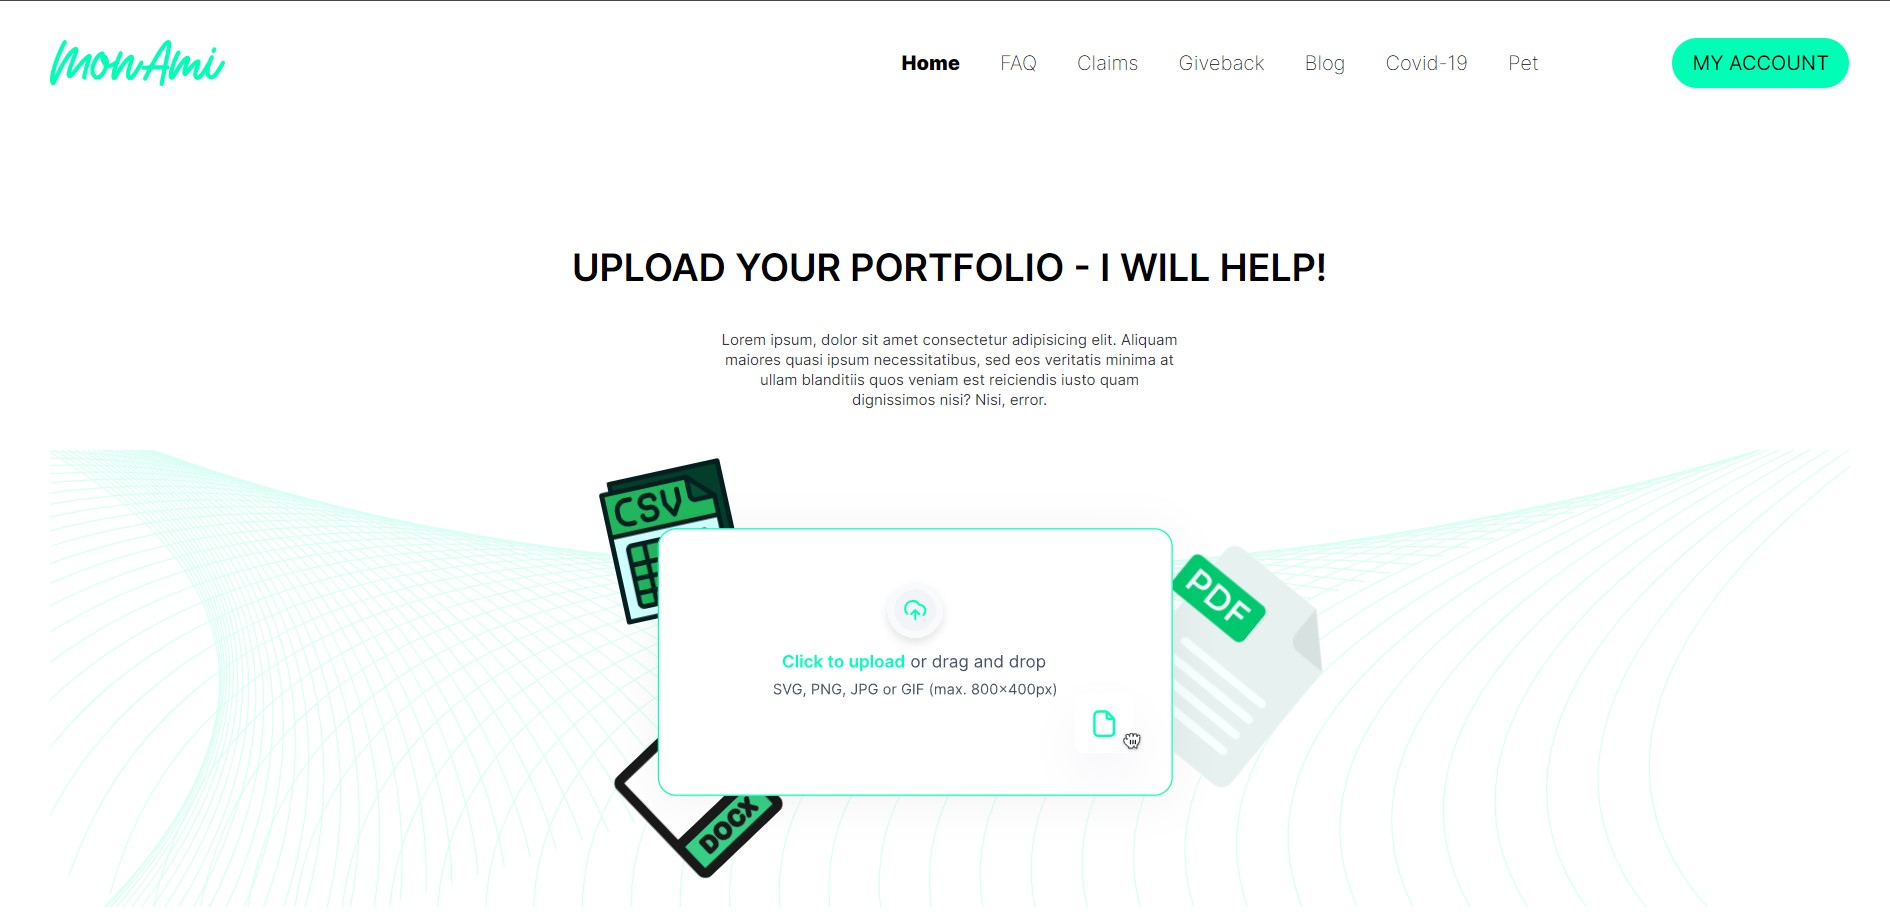 MonAmi
Home FAQ Claims Giveback Blog Covid-19 Pet MY ACCOUNT
UPLOAD YOUR PORTFOLIO - I WILL HELP!
Lorem ipsum, dolor sit amet consectetur adipisicing elit. Aliquam
maiores quasi ipsum necessitatibus, sed eos veritatis minima at
ullam blanditiis quos veniam est reiciendis iusto quam
dignissimos nisi? Nisi, error.
CSV
PDF
Click to upload or drag and drop
SVG, PNG, JPG or GIF (max. 800×400px)
DOCX